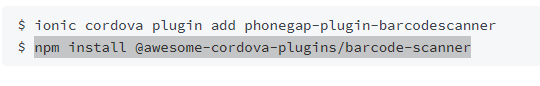 $ ionic cordova plugin add phonegap-plugin-barcodescanner
$ npm install @awesome-cordova-plugins/barcode-scanner